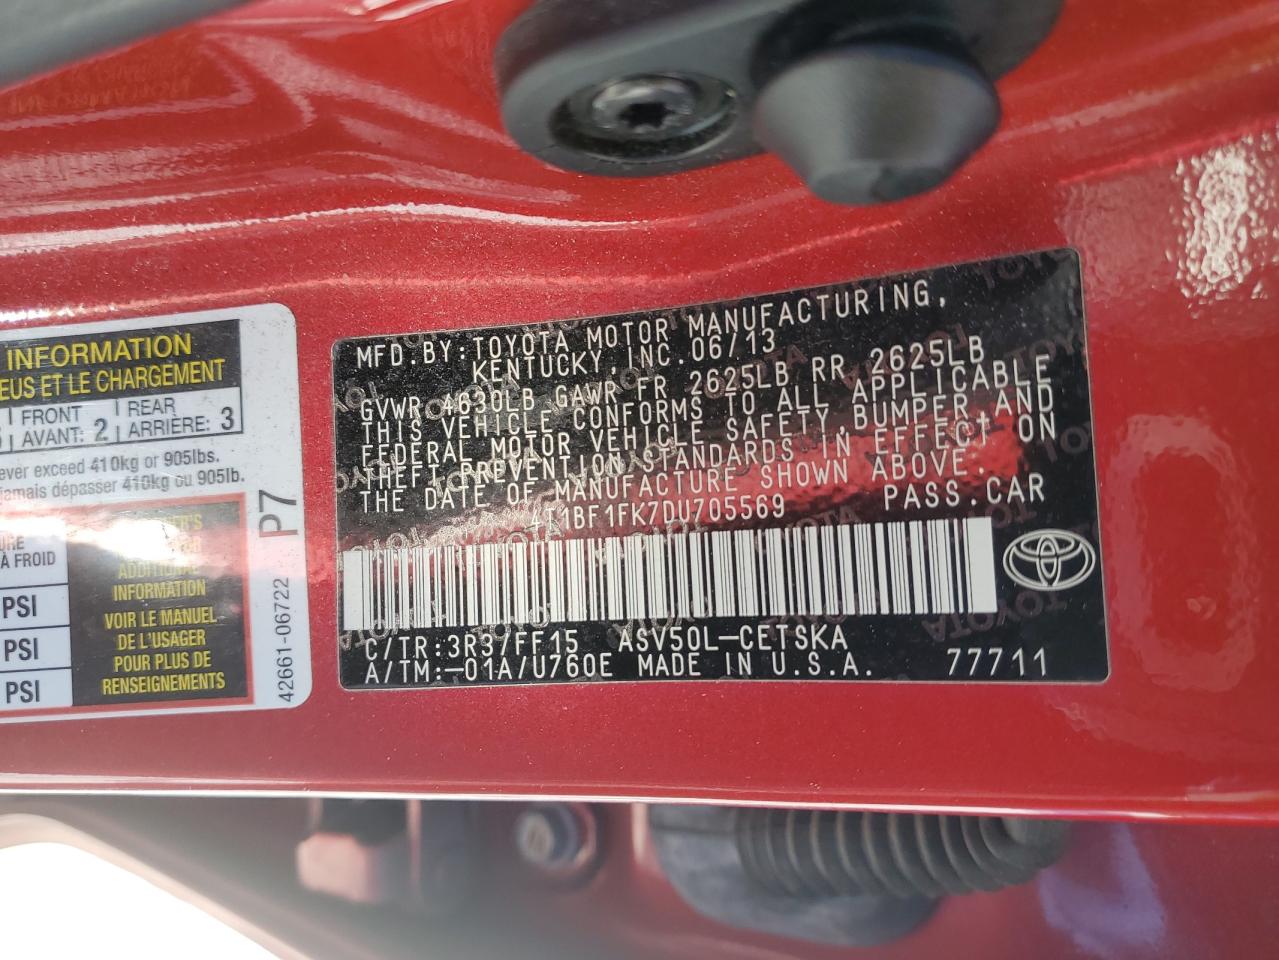 INFORMATION
EUS ET LE CHARGEMENT
FRONT
AVANT: 2
REAR
ARRIÈRE: 3
ever exceed 410kg or 905lbs.
jamais dépasser 410kg ou 905lb.
À FROID
PSI
PSI
PSI
ADDITIONAL
INFORMATION
VOIR LE MANUEL
DE L'USAGER
POUR PLUS DE
RENSEIGNEMENTS
P7
42661-06722
MFD.BY:TOYOTA MOTOR MANUFACTURING,
KENTUCKY,INC.06/13
GVWR 4630LB GAWR FR 2625LB RR 2625LB
THIS VEHICLE CONFORMS TO ALL APPLICABLE
FEDERAL MOTOR VEHICLE SAFETY,BUMPER,AND
THEFT PREVENTION STANDARDS IN EFFECT ON
THE DATE OF MANUFACTURE SHOWN ABOVE.
4T1BF1FK7DU705569 PASS.CAR
C/TR:3R3/FF15 ASV50L-CETSKA
A/TM:-01A/U760E MADE IN U.S.A. 77711